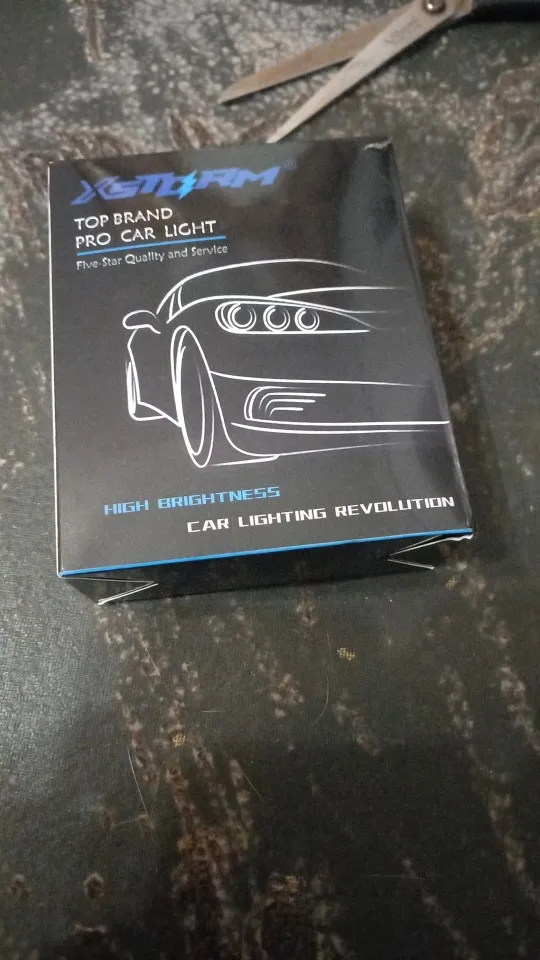 XSTORM®
TOP BRAND
PRO CAR LIGHT
Five-Star Quality and Service
HIGH BRIGHTNESS
CAR LIGHTING REVOLUTION